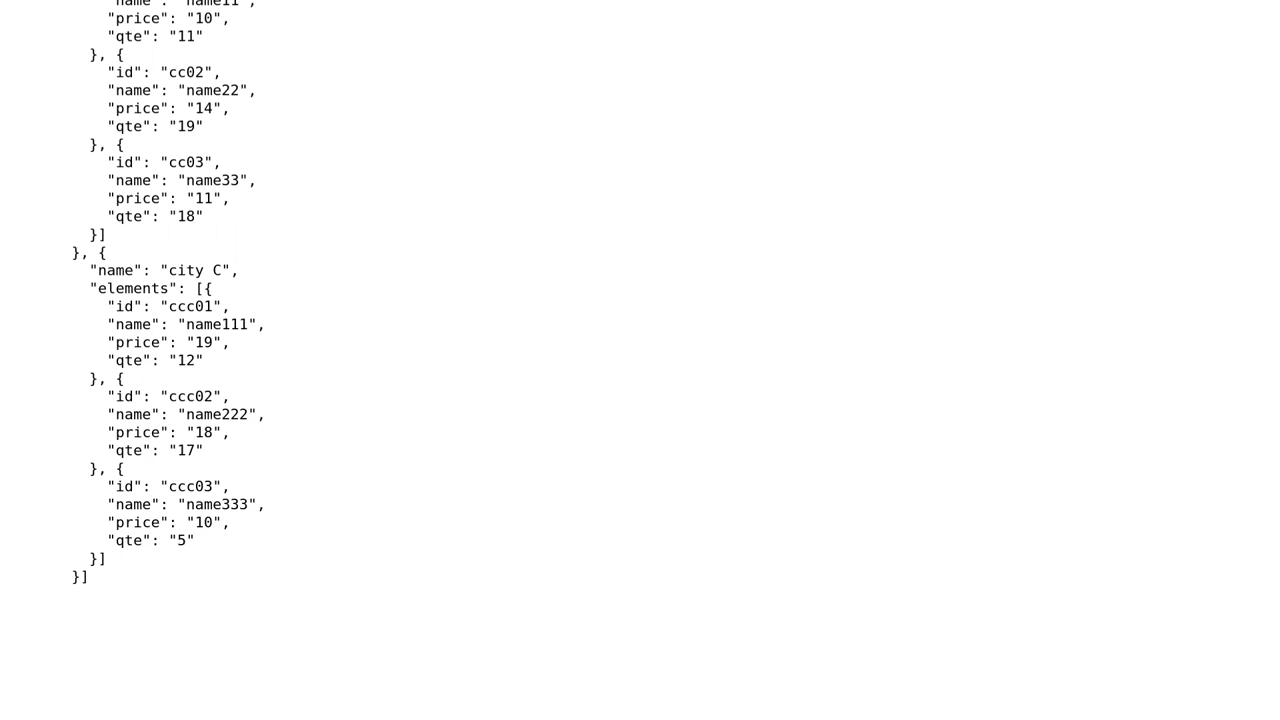 "name": "name11",
"price": "10",
"qte": "11"
}, {
"id": "cc02",
"name": "name22",
"price": "14",
"qte": "19"
}, {
"id": "cc03",
"name": "name33",
"price": "11",
"qte": "18"
}]
}, {
"name": "city C",
"elements": [{
"id": "ccc01",
"name": "name111",
"price": "19",
"qte": "12"
}, {
"id": "ccc02",
"name": "name222",
"price": "18",
"qte": "17"
}, {
"id": "ccc03",
"name": "name333",
"price": "10",
"qte": "5"
}]
}]